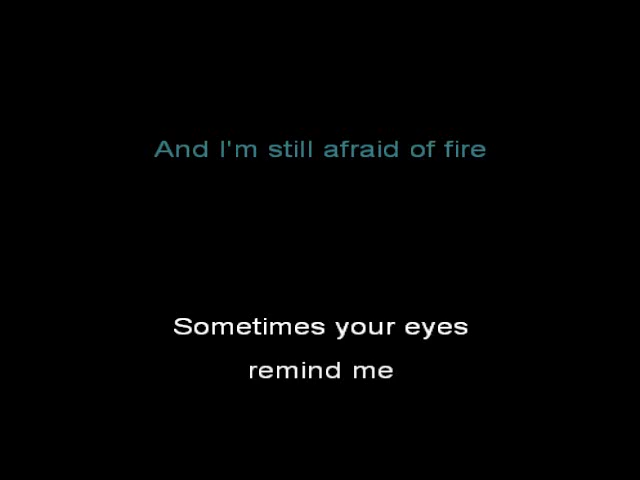 And I'm still afraid of fire
Sometimes your eyes
remind me